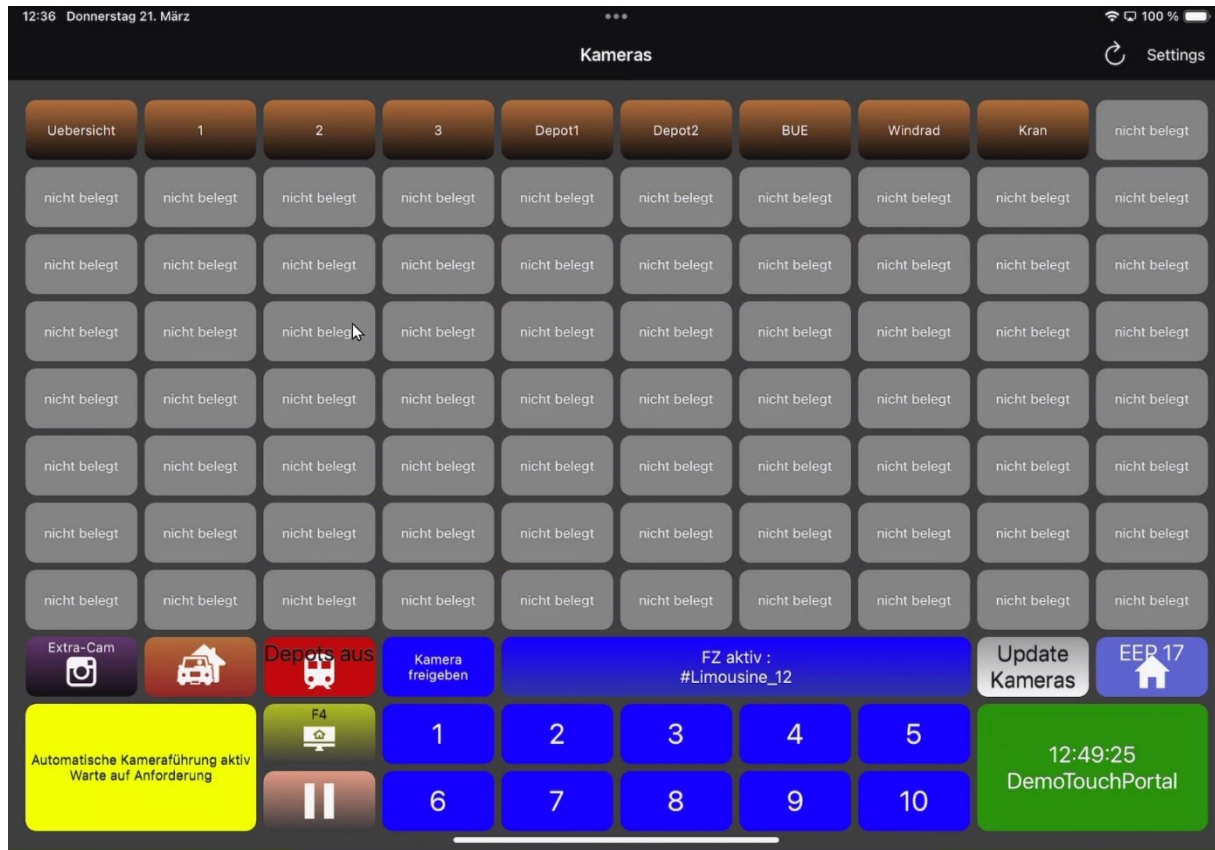 12:36 Donnerstag 21. März
100 %
Kameras
Settings
Uebersicht 1 2 3 Depot1 Depot2 BUE Windrad Kran nicht belegt
nicht belegt nicht belegt nicht belegt nicht belegt nicht belegt nicht belegt nicht belegt nicht belegt nicht belegt nicht belegt
nicht belegt nicht belegt nicht belegt nicht belegt nicht belegt nicht belegt nicht belegt nicht belegt nicht belegt nicht belegt
nicht belegt nicht belegt nicht belegt nicht belegt nicht belegt nicht belegt nicht belegt nicht belegt nicht belegt nicht belegt
nicht belegt nicht belegt nicht belegt nicht belegt nicht belegt nicht belegt nicht belegt nicht belegt nicht belegt nicht belegt
nicht belegt nicht belegt nicht belegt nicht belegt nicht belegt nicht belegt nicht belegt nicht belegt nicht belegt nicht belegt
nicht belegt nicht belegt nicht belegt nicht belegt nicht belegt nicht belegt nicht belegt nicht belegt nicht belegt nicht belegt
nicht belegt nicht belegt nicht belegt nicht belegt nicht belegt nicht belegt nicht belegt nicht belegt nicht belegt nicht belegt
Extra-Cam
Depots aus
Kamera
freigeben
FZ aktiv :
#Limousine_12
Update
Kameras
EEP 17
Automatische Kameraführung aktiv
Warte auf Anforderung
F4
1 2 3 4 5
6 7 8 9 10
12:49:25
DemoTouchPortal